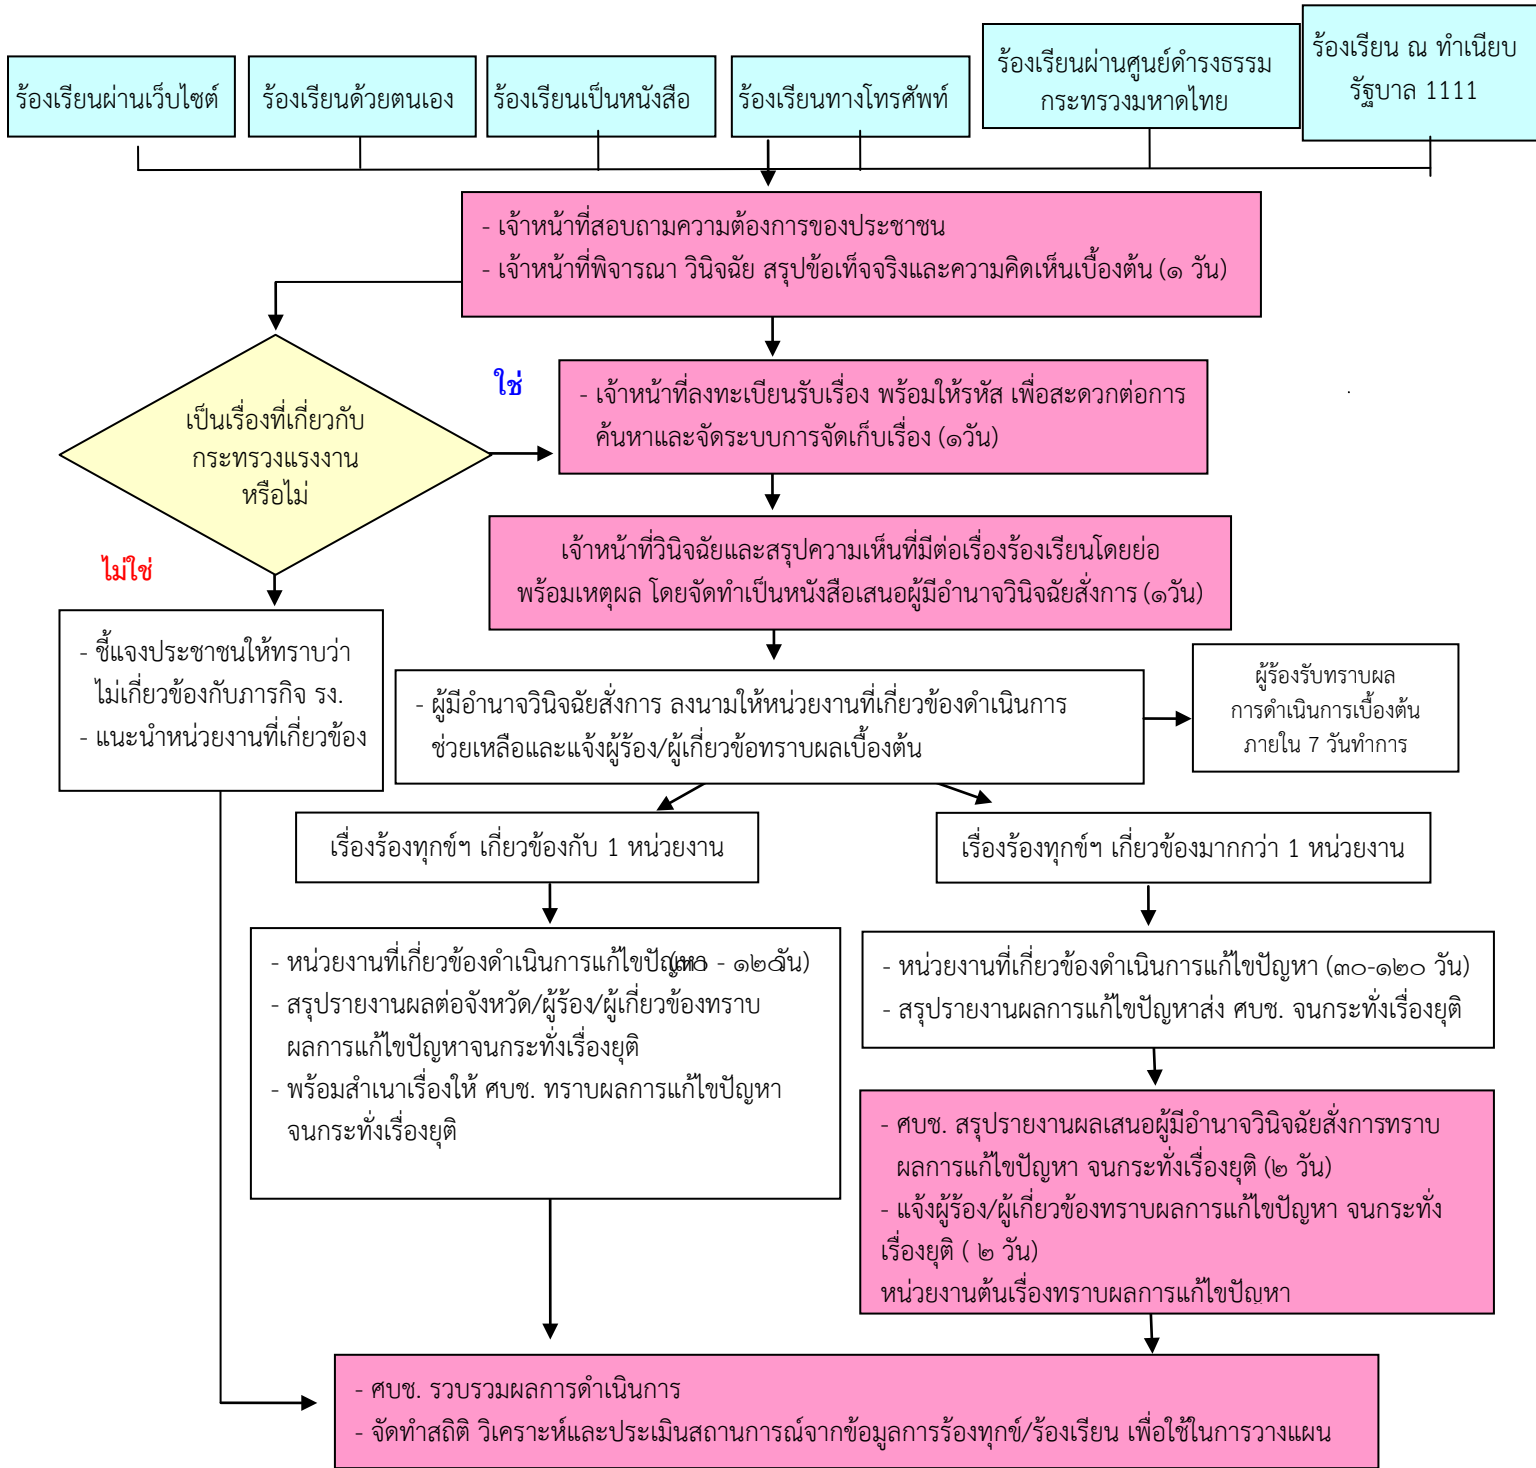 ร้องเรียนผ่านเว็บไซต์
ร้องเรียนด้วยตนเอง
ร้องเรียนเป็นหนังสือ
ร้องเรียนทางโทรศัพท์
ร้องเรียนผ่านศูนย์ดำรงธรรม
กระทรวงมหาดไทย
ร้องเรียน ณ ทำเนียบ
รัฐบาล 1111
- เจ้าหน้าที่สอบถามความต้องการของประชาชน
- เจ้าหน้าที่พิจารณา วินิจฉัย สรุปข้อเท็จจริงและความคิดเห็นเบื้องต้น (๑ วัน)
เป็นเรื่องที่เกี่ยวกับ
กระทรวงแรงงาน
หรือไม่
ใช่
- เจ้าหน้าที่ลงทะเบียนรับเรื่อง พร้อมให้รหัส เพื่อสะดวกต่อการ
ค้นหาและจัดระบบการจัดเก็บเรื่อง (๑วัน)
เจ้าหน้าที่วินิจฉัยและสรุปความเห็นที่มีต่อเรื่องร้องเรียนโดยย่อ
พร้อมเหตุผล โดยจัดทำเป็นหนังสือเสนอผู้มีอำนาจวินิจฉัยสั่งการ (๑วัน)
ไม่ใช่
- ชี้แจงประชาชนให้ทราบว่า
ไม่เกี่ยวข้องกับภารกิจ รง.
- แนะนำหน่วยงานที่เกี่ยวข้อง
- ผู้มีอำนาจวินิจฉัยสั่งการ ลงนามให้หน่วยงานที่เกี่ยวข้องดำเนินการ
ช่วยเหลือและแจ้งผู้ร้อง/ผู้เกี่ยวข้อทราบผลเบื้องต้น
ผู้ร้องรับทราบผล
การดำเนินการเบื้องต้น
ภายใน 7 วันทำการ
เรื่องร้องทุกข์ฯ เกี่ยวข้องกับ 1 หน่วยงาน
เรื่องร้องทุกข์ฯ เกี่ยวข้องมากกว่า 1 หน่วยงาน
- หน่วยงานที่เกี่ยวข้องดำเนินการแก้ไขปัญหา (๓๐ - ๑๒๐วัน)
- สรุปรายงานผลต่อจังหวัด/ผู้ร้อง/ผู้เกี่ยวข้องทราบ
ผลการแก้ไขปัญหาจนกระทั่งเรื่องยุติ
- พร้อมสำเนาเรื่องให้ ศบช. ทราบผลการแก้ไขปัญหา
จนกระทั่งเรื่องยุติ
- หน่วยงานที่เกี่ยวข้องดำเนินการแก้ไขปัญหา (๓๐-๑๒๐ วัน)
- สรุปรายงานผลการแก้ไขปัญหาส่ง ศบช. จนกระทั่งเรื่องยุติ
- ศบช. สรุปรายงานผลเสนอผู้มีอำนาจวินิจฉัยสั่งการทราบ
ผลการแก้ไขปัญหา จนกระทั่งเรื่องยุติ (๒ วัน)
- แจ้งผู้ร้อง/ผู้เกี่ยวข้องทราบผลการแก้ไขปัญหา จนกระทั่ง
เรื่องยุติ ( ๒ วัน)
หน่วยงานต้นเรื่องทราบผลการแก้ไขปัญหา
- ศบช. รวบรวมผลการดำเนินการ
- จัดทำสถิติ วิเคราะห์และประเมินสถานการณ์จากข้อมูลการร้องทุกข์/ร้องเรียน เพื่อใช้ในการวางแผน